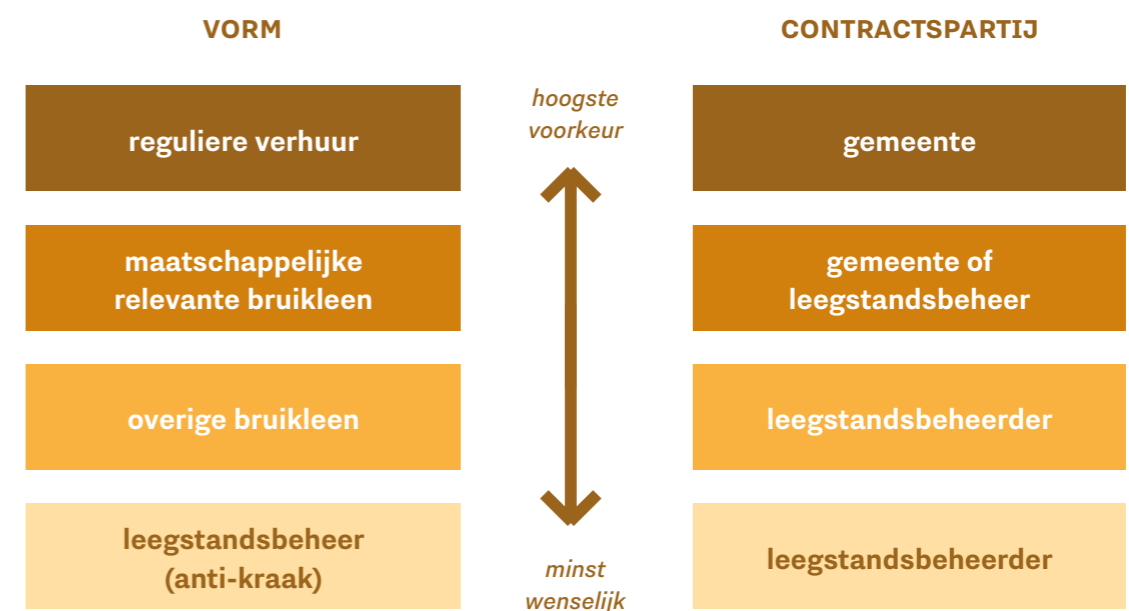 VORM
CONTRACTSPARTIJ
reguliere verhuur
hoogste
voorkeur
gemeente
maatschappelijke
relevante bruikleen
gemeente of
leegstandsbeheer
overige bruikleen
leegstandsbeheerder
leegstandsbeheer
(anti-kraak)
minst
wenselijk
leegstandsbeheerder